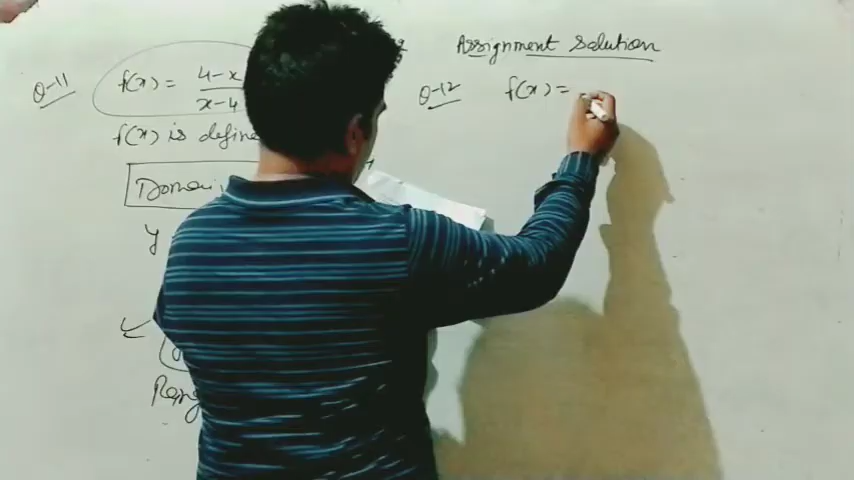 Assignment Solution
Q-11 f(x) = 4-x
x-4
f(x) is define
Domai
y
Rang
Q-12 f(x) =